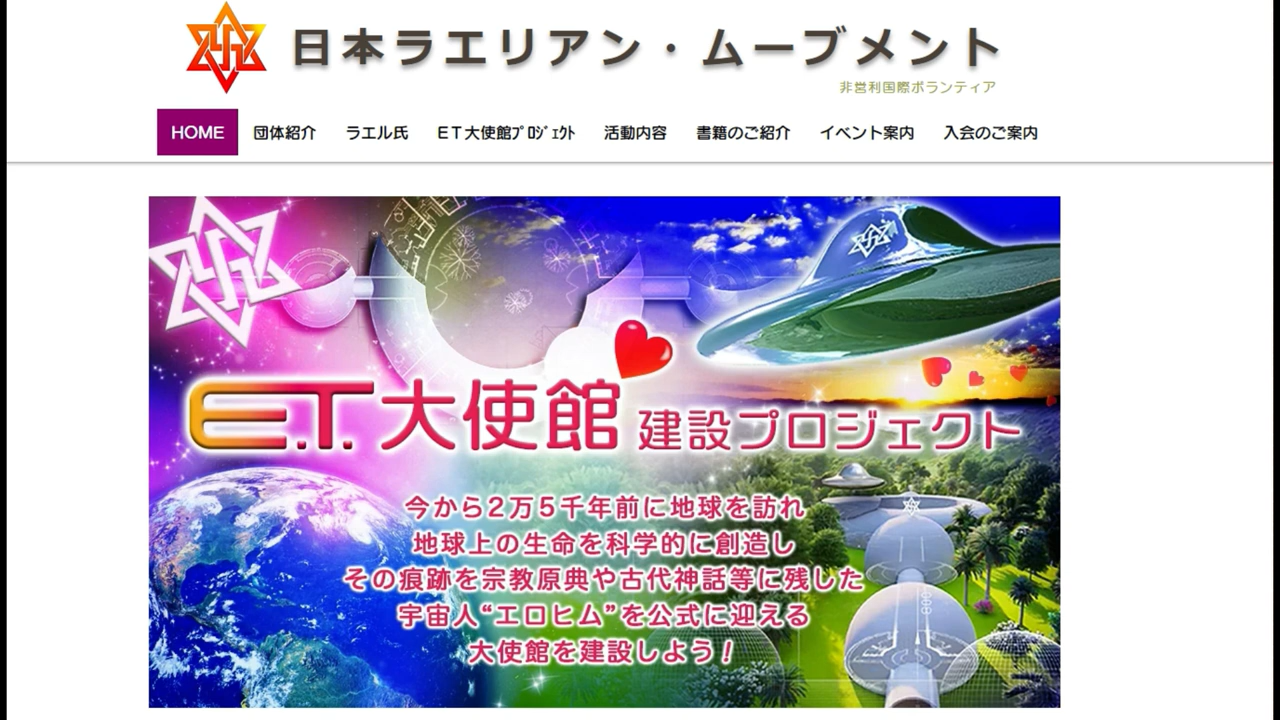 日本ラエリアン・ムーブメント
非営利国際ボランティア
HOME 団体紹介 ラエル氏 ET大使館ﾌﾟﾛｼﾞｪｸﾄ 活動内容 書籍のご紹介 イベント案内 入会のご案内
E.T.大使館 建設プロジェクト
今から2万5千年前に地球を訪れ
地球上の生命を科学的に創造し
その痕跡を宗教原典や古代神話等に残した
宇宙人“エロヒム”を公式に迎える
大使館を建設しよう!